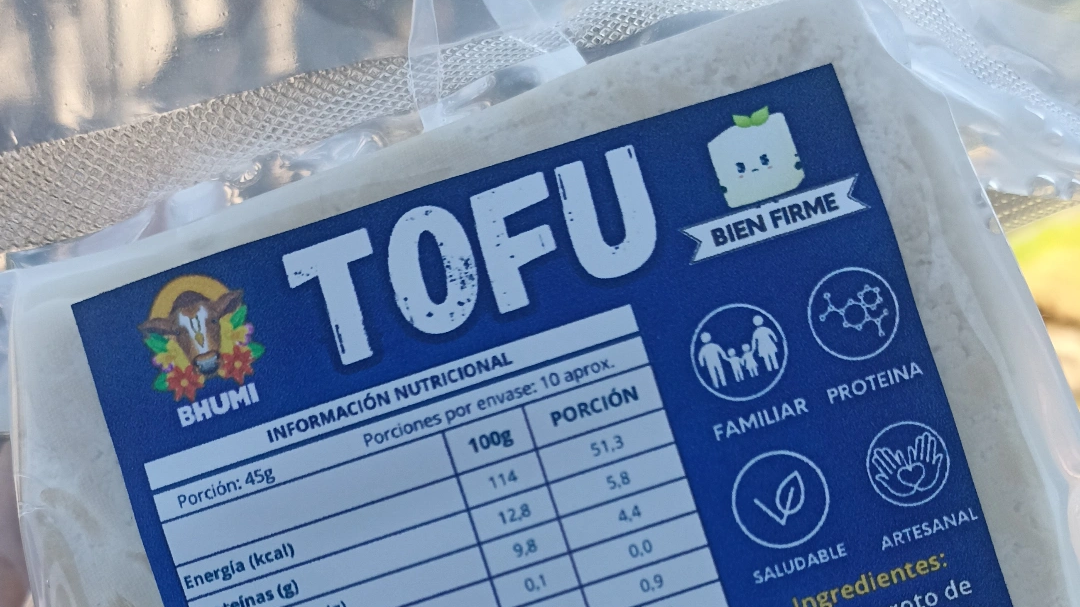 TOFU
BIEN FIRME
BHUMI
INFORMACIÓN NUTRICIONAL
Porciones por envase: 10 aprox.
Porción: 45g
100g PORCIÓN
Energía (kcal) 114 51,3
12,8 5,8
9,8 4,4
0,1 0,0
0,9
FAMILIAR
PROTEINA
SALUDABLE
ARTESANAL
Ingredientes:
de